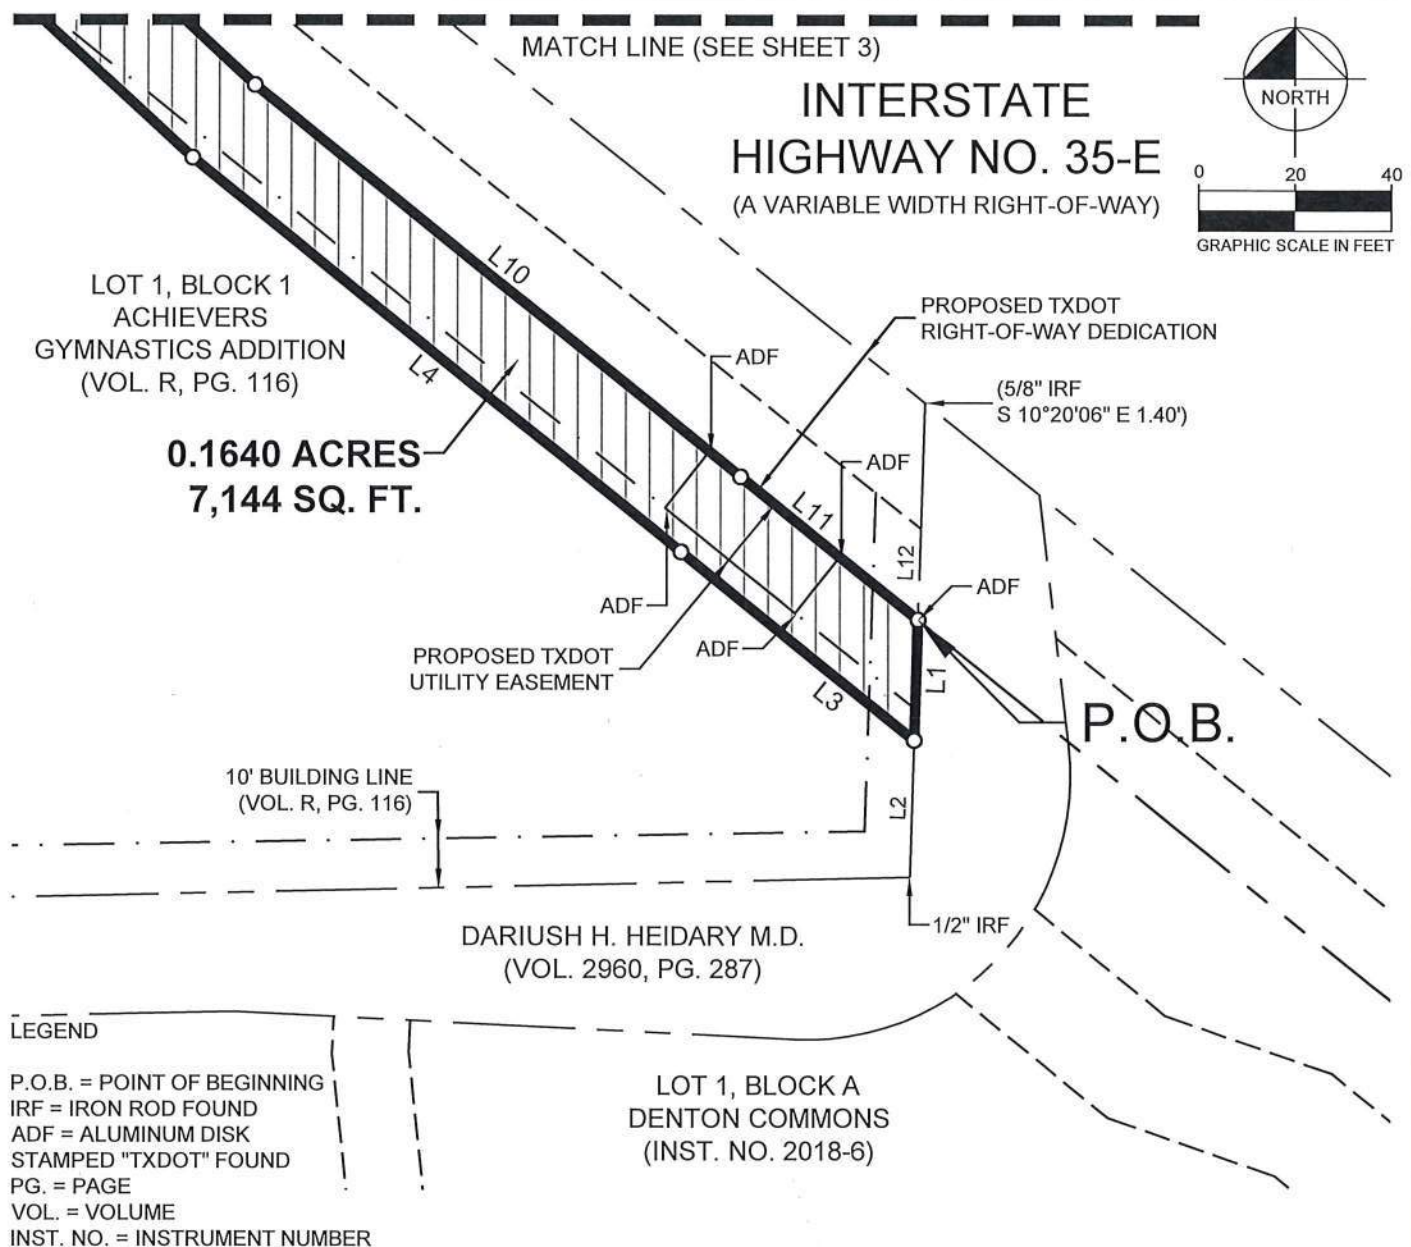 MATCH LINE (SEE SHEET 3)
INTERSTATE
HIGHWAY NO. 35-E
(A VARIABLE WIDTH RIGHT-OF-WAY)
NORTH
0 20 40
GRAPHIC SCALE IN FEET
L10
LOT 1, BLOCK 1
ACHIEVERS
GYMNASTICS ADDITION
(VOL. R, PG. 116)
L4
PROPOSED TXDOT
RIGHT-OF-WAY DEDICATION
ADF
(5/8" IRF
S 10°20'06" E 1.40')
0.1640 ACRES
7,144 SQ. FT.
ADF
L11
L12
ADF
ADF
ADF
PROPOSED TXDOT
UTILITY EASEMENT
L3
L1
P.O.B.
10' BUILDING LINE
(VOL. R, PG. 116)
L2
1/2" IRF
DARIUSH H. HEIDARY M.D.
(VOL. 2960, PG. 287)
LOT 1, BLOCK A
DENTON COMMONS
(INST. NO. 2018-6)
LEGEND
P.O.B. = POINT OF BEGINNING
IRF = IRON ROD FOUND
ADF = ALUMINUM DISK
STAMPED "TXDOT" FOUND
PG. = PAGE
VOL. = VOLUME
INST. NO. = INSTRUMENT NUMBER